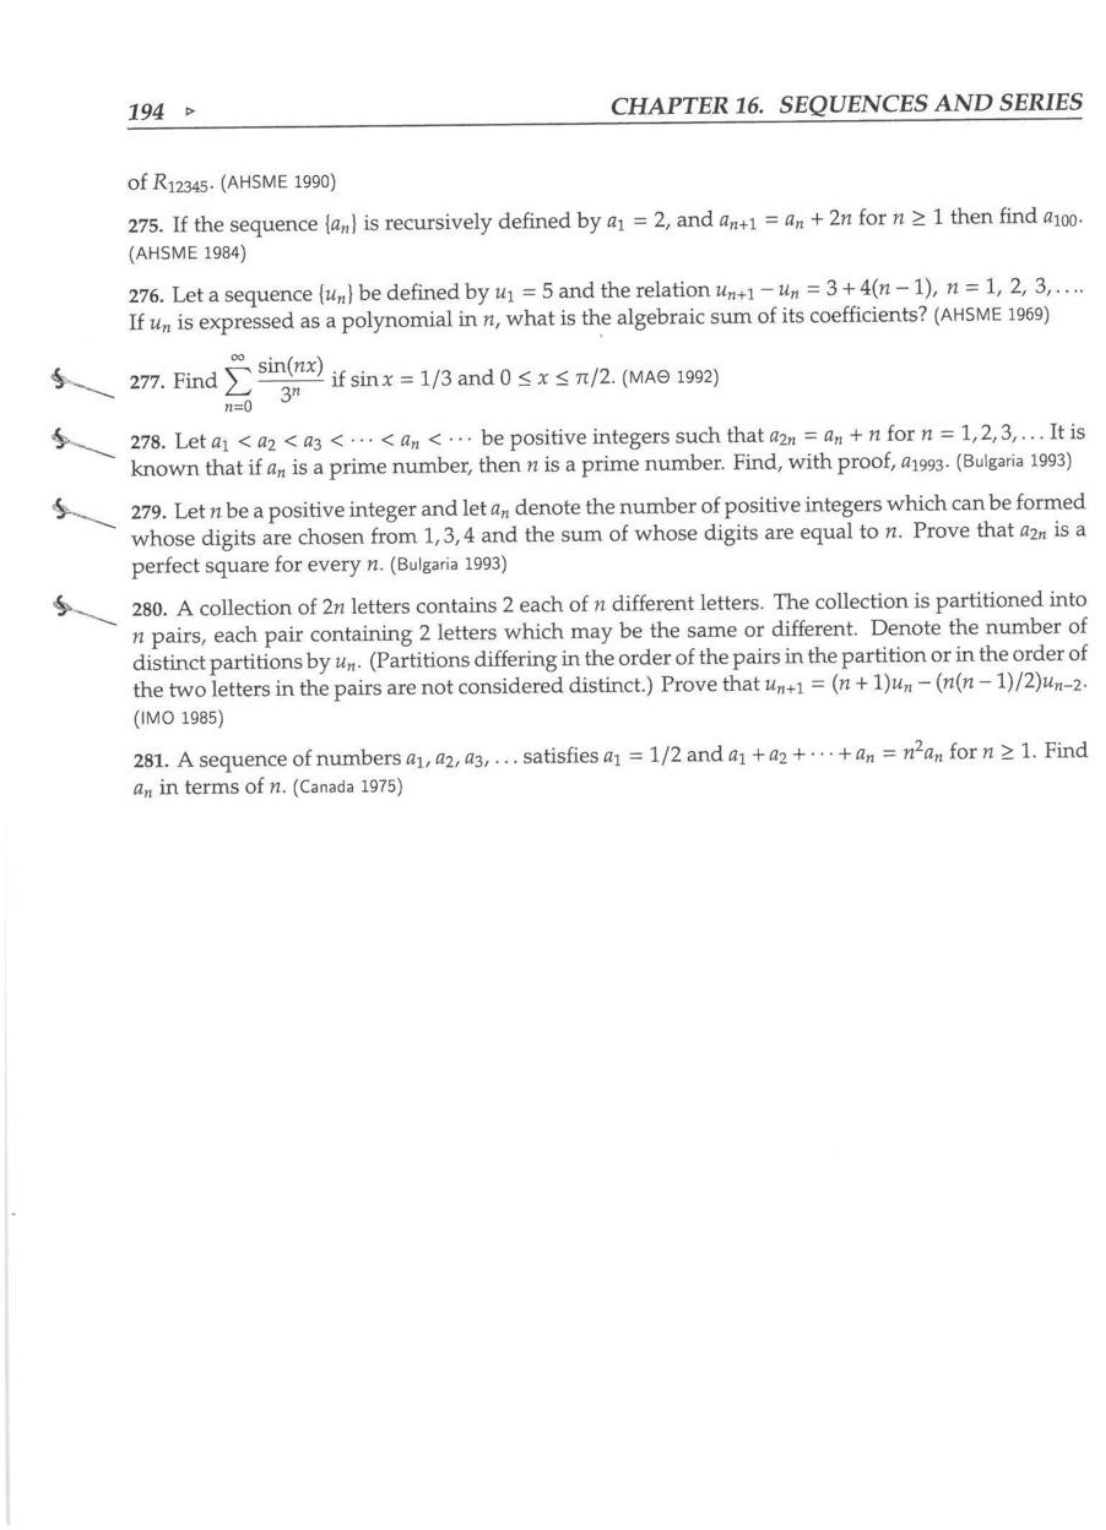 194 ▹ CHAPTER 16. SEQUENCES AND SERIES
of R₁₂₃₄₅. (AHSME 1990)
275. If the sequence {aₙ} is recursively defined by a₁ = 2, and aₙ₊₁ = aₙ + 2n for n ≥ 1 then find a₁₀₀.
(AHSME 1984)
276. Let a sequence {uₙ} be defined by u₁ = 5 and the relation uₙ₊₁ − uₙ = 3 + 4(n − 1), n = 1, 2, 3, . . . .
If uₙ is expressed as a polynomial in n, what is the algebraic sum of its coefficients? (AHSME 1969)
277. Find ∑_{n=0}^{∞} sin(nx)/3ⁿ if sin x = 1/3 and 0 ≤ x ≤ π/2. (MAΘ 1992)
278. Let a₁ < a₂ < a₃ < ⋯ < aₙ < ⋯ be positive integers such that a₂ₙ = aₙ + n for n = 1, 2, 3, . . . It is
known that if aₙ is a prime number, then n is a prime number. Find, with proof, a₁₉₉₃. (Bulgaria 1993)
279. Let n be a positive integer and let aₙ denote the number of positive integers which can be formed
whose digits are chosen from 1, 3, 4 and the sum of whose digits are equal to n. Prove that a₂ₙ is a
perfect square for every n. (Bulgaria 1993)
280. A collection of 2n letters contains 2 each of n different letters. The collection is partitioned into
n pairs, each pair containing 2 letters which may be the same or different. Denote the number of
distinct partitions by uₙ. (Partitions differing in the order of the pairs in the partition or in the order of
the two letters in the pairs are not considered distinct.) Prove that uₙ₊₁ = (n + 1)uₙ − (n(n − 1)/2)uₙ₋₂.
(IMO 1985)
281. A sequence of numbers a₁, a₂, a₃, . . . satisfies a₁ = 1/2 and a₁ + a₂ + ⋯ + aₙ = n²aₙ for n ≥ 1. Find
aₙ in terms of n. (Canada 1975)